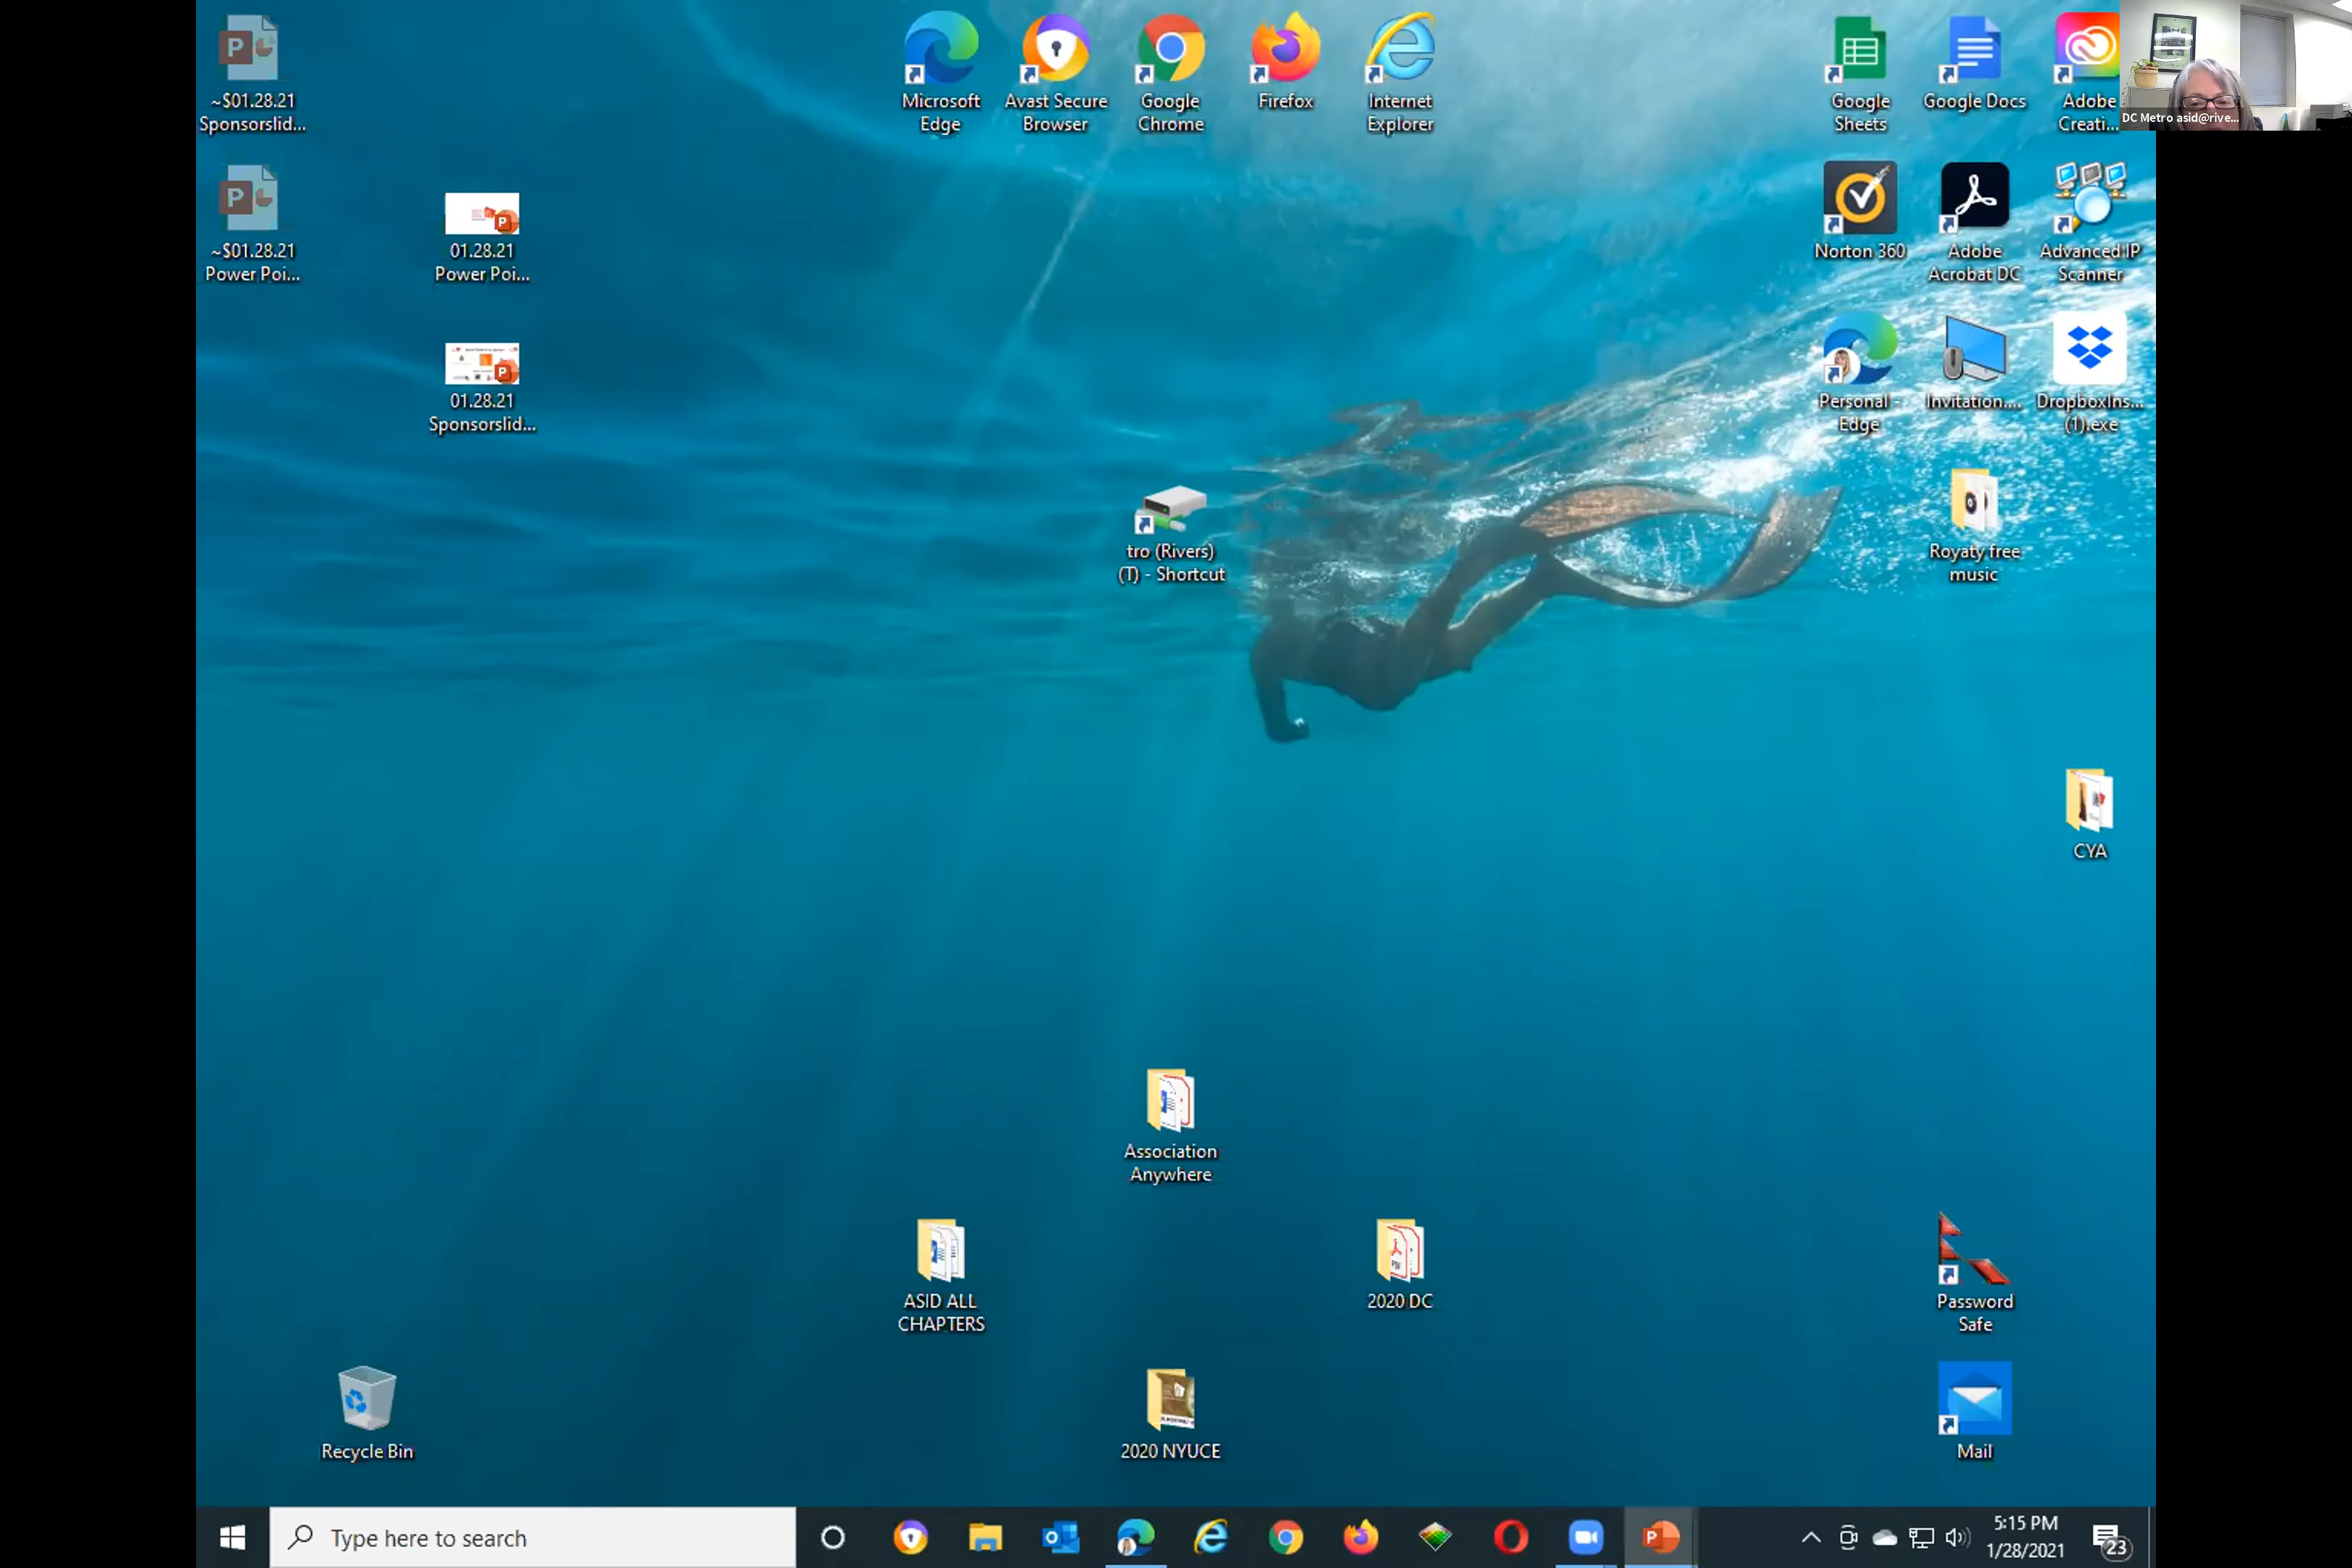 ~$01.28.21
Sponsorslid...
Microsoft
Edge
Avast Secure
Browser
Google
Chrome
Firefox
Internet
Explorer
Google
Sheets
Google Docs
Adobe
Creati...
DC Metro asid@rive...
~$01.28.21
Power Poi...
01.28.21
Power Poi...
Norton 360
Adobe
Acrobat DC
Advanced IP
Scanner
01.28.21
Sponsorslid...
Personal -
Edge
Invitation....
DropboxIns...
(1).exe
tro (Rivers)
(T) - Shortcut
Royaty free
music
CYA
Association
Anywhere
ASID ALL
CHAPTERS
2020 DC
Password
Safe
Recycle Bin
2020 NYUCE
Mail
Type here to search
5:15 PM
1/28/2021
23